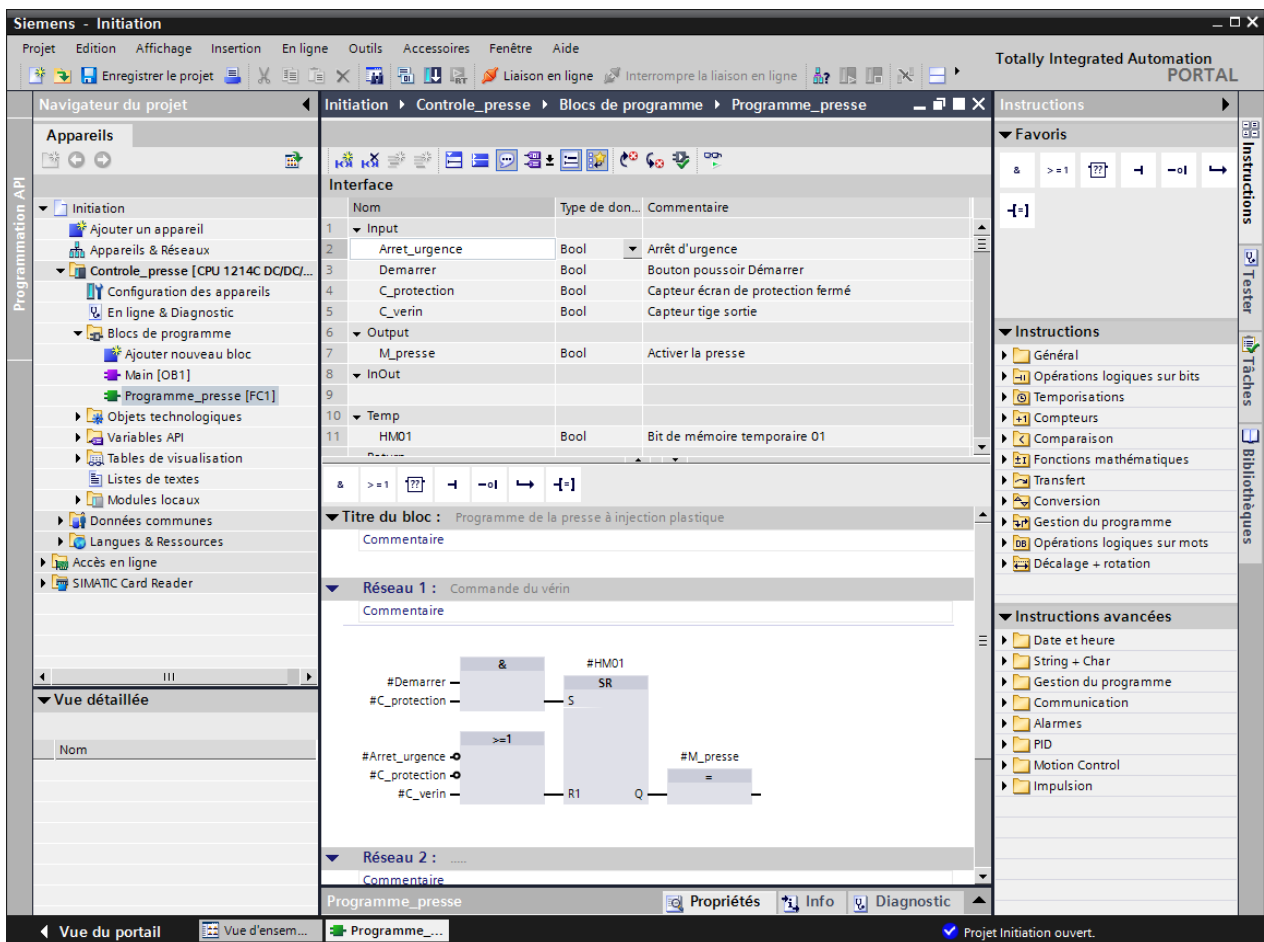 Siemens - Initiation
Projet Edition Affichage Insertion En ligne Outils Accessoires Fenêtre Aide
Totally Integrated Automation
PORTAL
Enregistrer le projet
Liaison en ligne
Interrompre la liaison en ligne
Programmation API
Navigateur du projet
Appareils
Initiation
Ajouter un appareil
Appareils & Réseaux
Controle_presse [CPU 1214C DC/DC/...
Configuration des appareils
En ligne & Diagnostic
Blocs de programme
Ajouter nouveau bloc
Main [OB1]
Programme_presse [FC1]
Objets technologiques
Variables API
Tables de visualisation
Listes de textes
Modules locaux
Données communes
Langues & Ressources
Accès en ligne
SIMATIC Card Reader
Vue détaillée
Nom
Initiation Controle_presse Blocs de programme Programme_presse
Interface
Nom Type de don... Commentaire
1 Input
2 Arret_urgence Bool Arrêt d'urgence
3 Demarrer Bool Bouton poussoir Démarrer
4 C_protection Bool Capteur écran de protection fermé
5 C_verin Bool Capteur tige sortie
6 Output
7 M_presse Bool Activer la presse
8 InOut
9
10 Temp
11 HM01 Bool Bit de mémoire temporaire 01
& >=1 ??
Titre du bloc : Programme de la presse à injection plastique
Commentaire
Réseau 1 : Commande du vérin
Commentaire
& #HM01
#Demarrer SR
#C_protection S
>=1
#Arret_urgence #M_presse
#C_protection =
#C_verin R1 Q
Réseau 2 : .....
Commentaire
Programme_presse
Propriétés Info Diagnostic
Instructions
Favoris
& >=1 ??
Instructions
Général
Opérations logiques sur bits
Temporisations
Compteurs
Comparaison
Fonctions mathématiques
Transfert
Conversion
Gestion du programme
Opérations logiques sur mots
Décalage + rotation
Instructions avancées
Date et heure
String + Char
Gestion du programme
Communication
Alarmes
PID
Motion Control
Impulsion
Instructions
Tester
Tâches
Bibliothèques
Vue du portail
Vue d'ensem...
Programme_...
Projet Initiation ouvert.